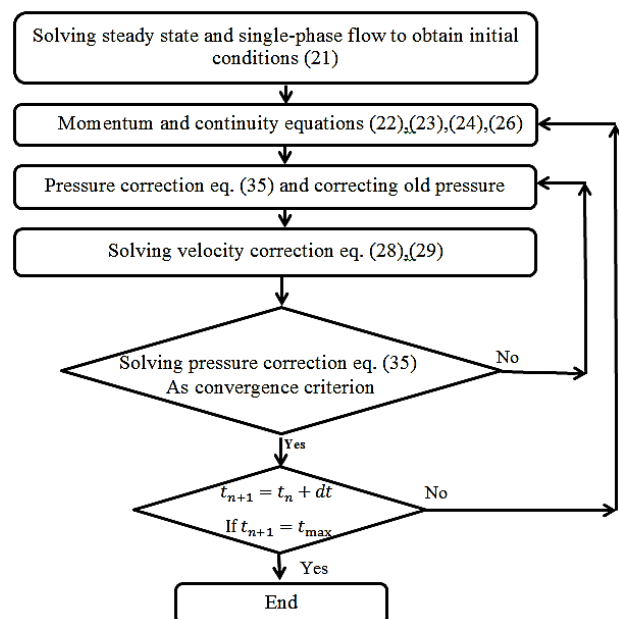 Solving steady state and single-phase flow to obtain initial
conditions (21)
Momentum and continuity equations (22),(23),(24),(26)
Pressure correction eq. (35) and correcting old pressure
Solving velocity correction eq. (28),(29)
Solving pressure correction eq. (35)
As convergence criterion
No
Yes
t_{n+1} = t_n + dt
If t_{n+1} = t_{max}
No
Yes
End